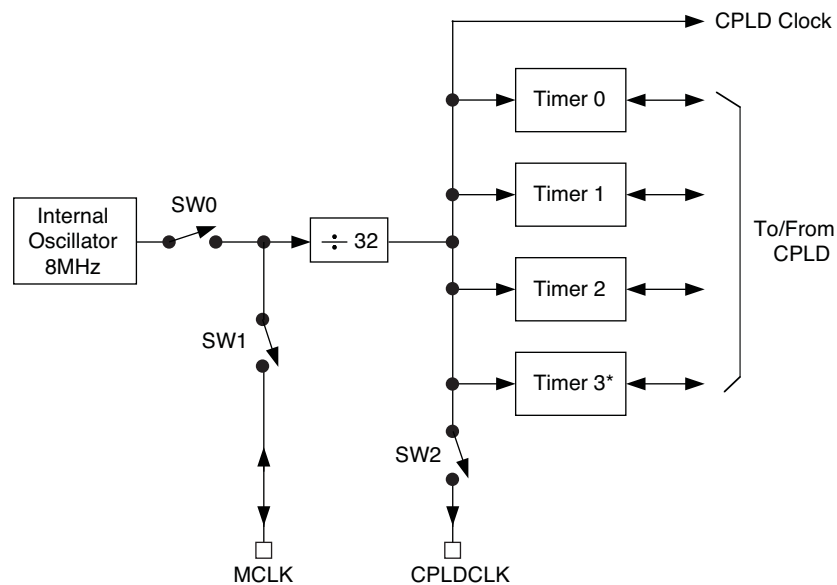 CPLD Clock
Timer 0
Timer 1
Timer 2
Timer 3*
To/From
CPLD
Internal
Oscillator
8MHz
SW0
÷ 32
SW1
SW2
MCLK
CPLDCLK